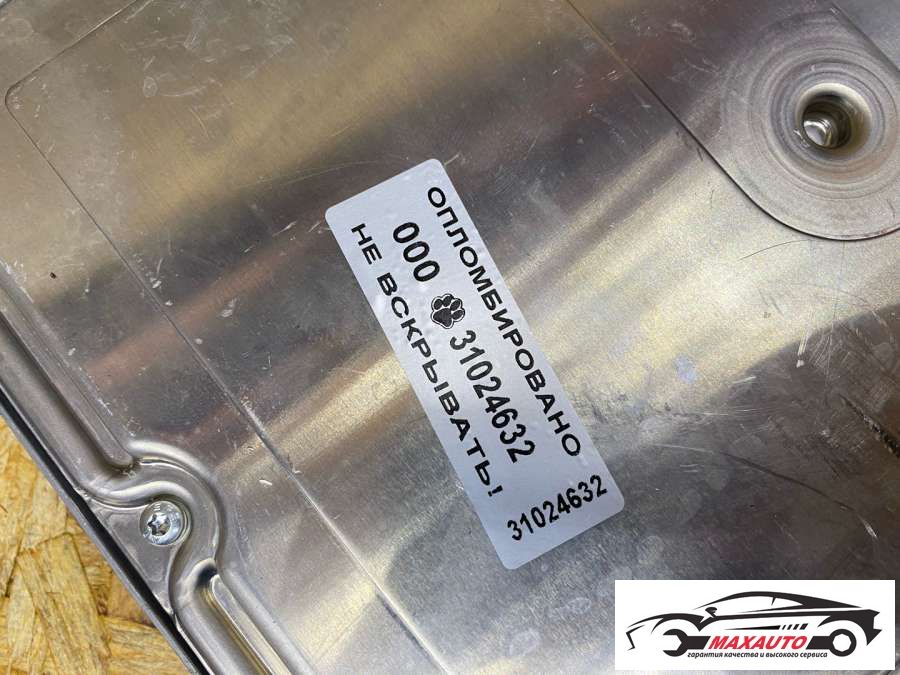 ОПЛОМБИРОВАНО
000 31024632
НЕ ВСКРЫВАТЬ!
31024632
MAXAUTO
гарантия качества и высокого сервиса